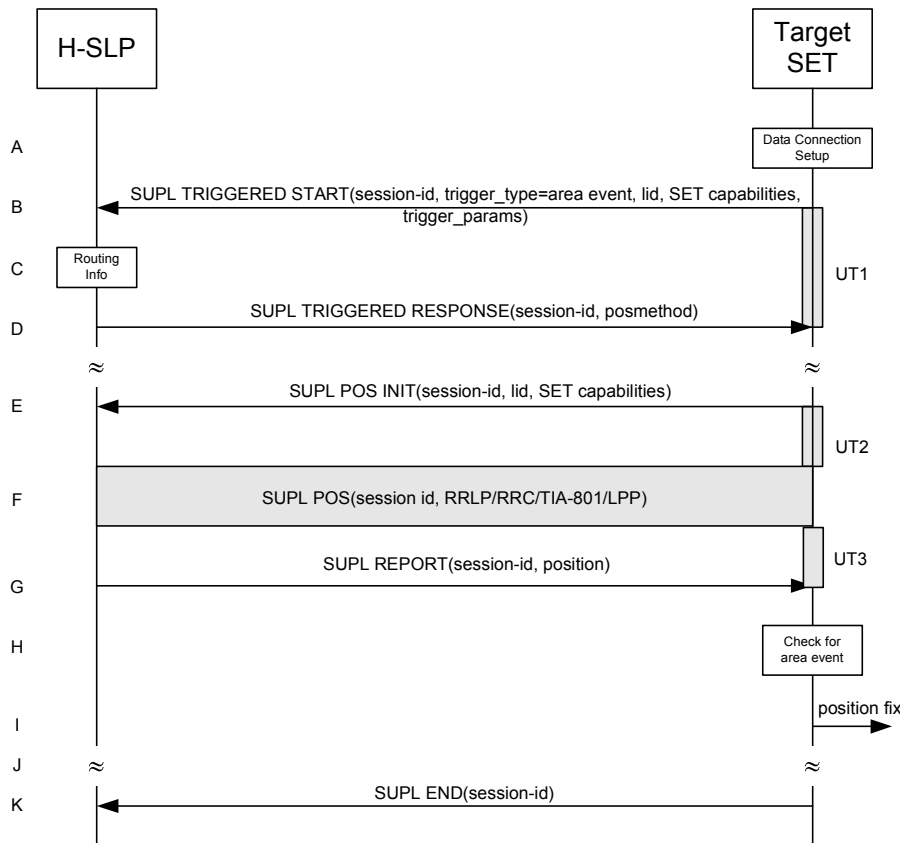 H-SLP
Target
SET
A
Data Connection
Setup
B
SUPL TRIGGERED START(session-id, trigger_type=area event, lid, SET capabilities,
trigger_params)
C
Routing
Info
UT1
D
SUPL TRIGGERED RESPONSE(session-id, posmethod)
≈
≈
E
SUPL POS INIT(session-id, lid, SET capabilities)
UT2
F
SUPL POS(session id, RRLP/RRC/TIA-801/LPP)
UT3
G
SUPL REPORT(session-id, position)
H
Check for
area event
I
position fix
J
≈
≈
K
SUPL END(session-id)